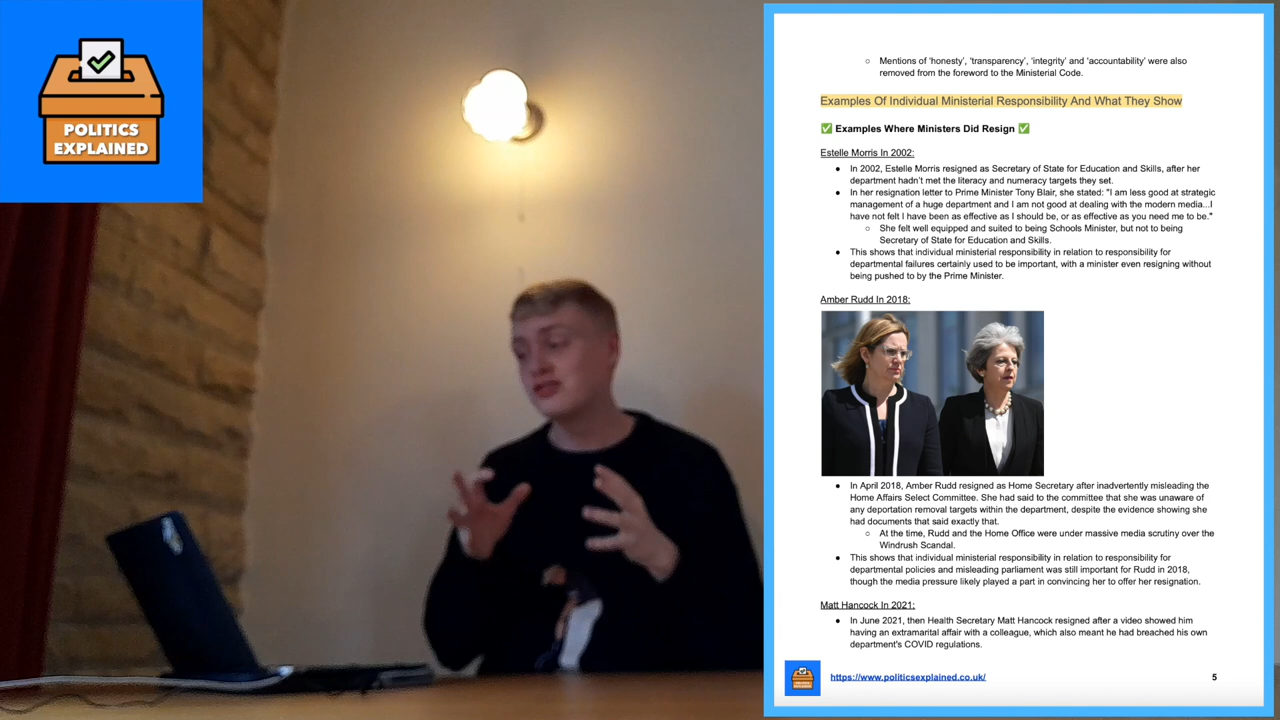 POLITICS
EXPLAINED
○ Mentions of ‘honesty’, ‘transparency’, ‘integrity’ and ‘accountability’ were also
removed from the foreword to the Ministerial Code.
Examples Of Individual Ministerial Responsibility And What They Show
✅ Examples Where Ministers Did Resign ✅
Estelle Morris In 2002:
● In 2002, Estelle Morris resigned as Secretary of State for Education and Skills, after her
department hadn’t met the literacy and numeracy targets they set.
● In her resignation letter to Prime Minister Tony Blair, she stated: "I am less good at strategic
management of a huge department and I am not good at dealing with the modern media...I
have not felt I have been as effective as I should be, or as effective as you need me to be."
○ She felt well equipped and suited to being Schools Minister, but not to being
Secretary of State for Education and Skills.
● This shows that individual ministerial responsibility in relation to responsibility for
departmental failures certainly used to be important, with a minister even resigning without
being pushed to by the Prime Minister.
Amber Rudd In 2018:
● In April 2018, Amber Rudd resigned as Home Secretary after inadvertently misleading the
Home Affairs Select Committee. She had said to the committee that she was unaware of
any deportation removal targets within the department, despite the evidence showing she
had documents that said exactly that.
○ At the time, Rudd and the Home Office were under massive media scrutiny over the
Windrush Scandal.
● This shows that individual ministerial responsibility in relation to responsibility for
departmental policies and misleading parliament was still important for Rudd in 2018,
though the media pressure likely played a part in convincing her to offer her resignation.
Matt Hancock In 2021:
● In June 2021, then Health Secretary Matt Hancock resigned after a video showed him
having an extramarital affair with a colleague, which also meant he had breached his own
department's COVID regulations.
https://www.politicsexplained.co.uk/
5